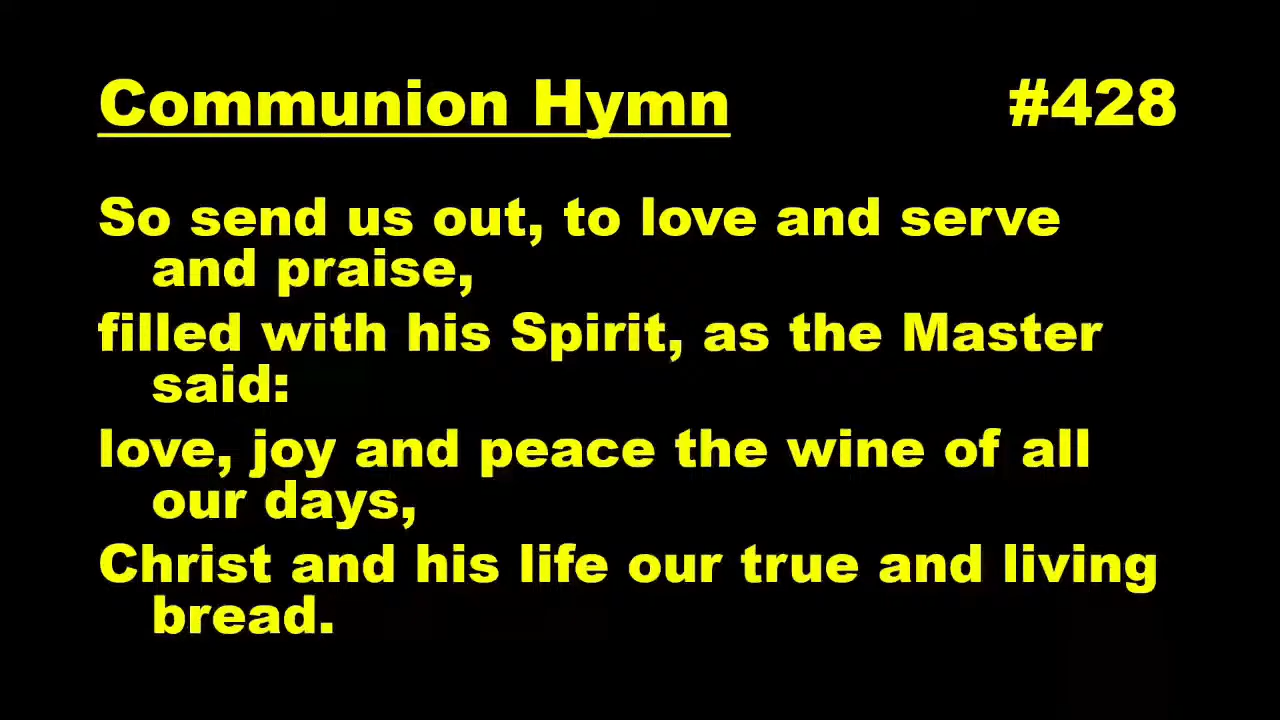 Communion Hymn #428
So send us out, to love and serve
and praise,
filled with his Spirit, as the Master
said:
love, joy and peace the wine of all
our days,
Christ and his life our true and living
bread.